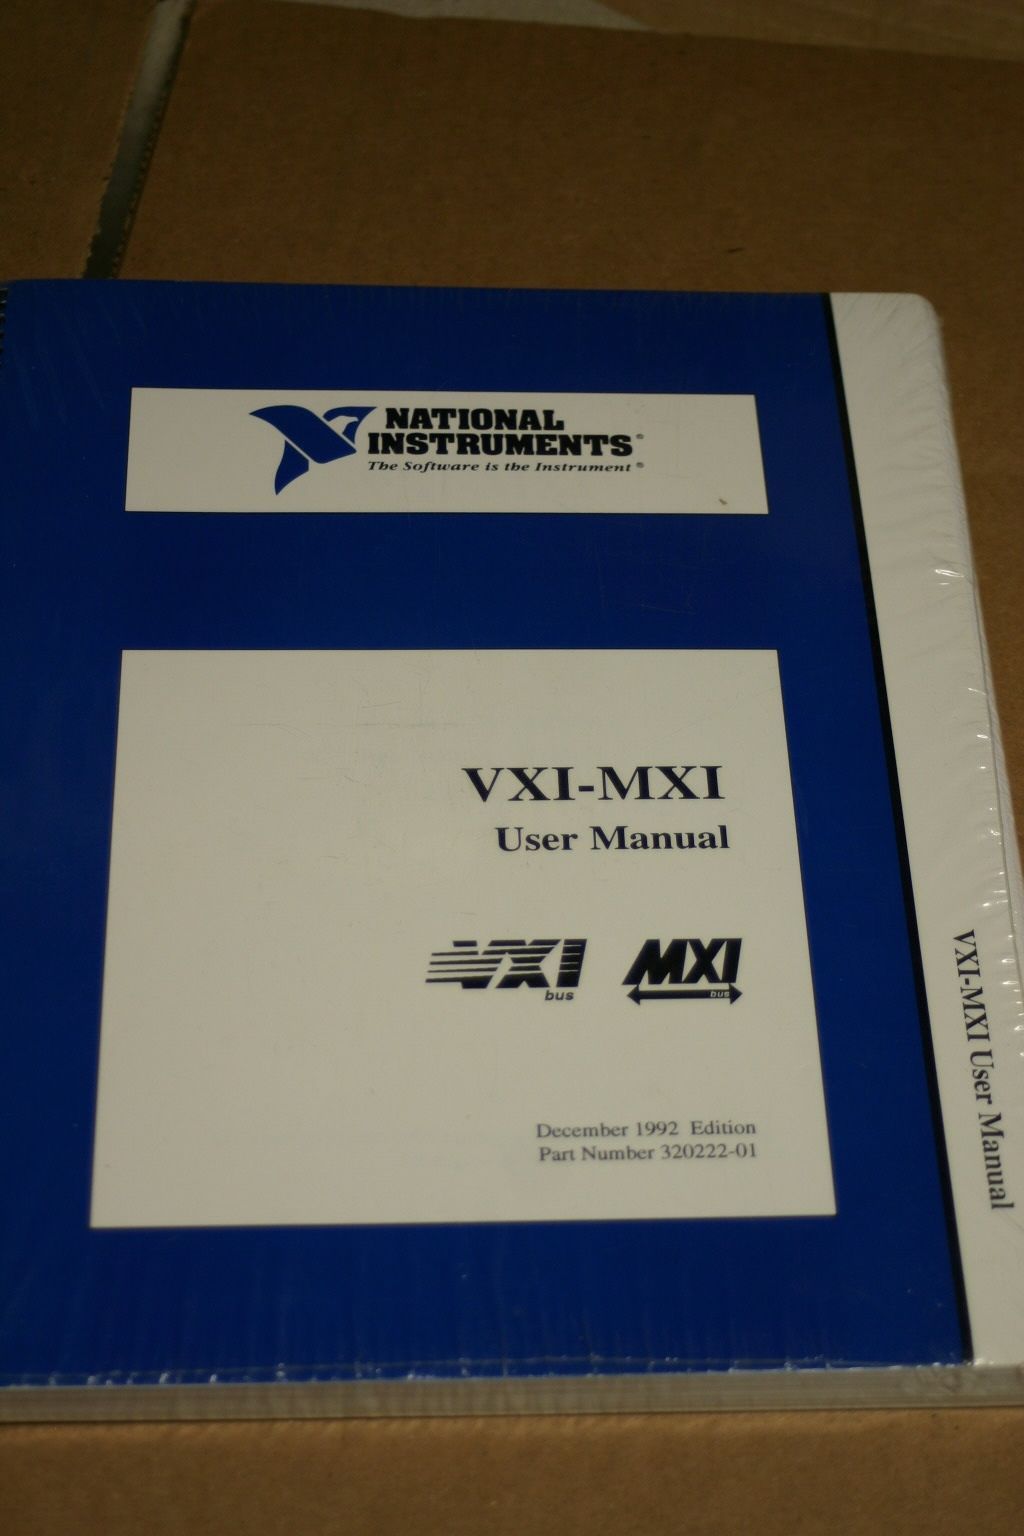 NATIONAL
INSTRUMENTS®
The Software is the Instrument®
VXI-MXI
User Manual
VXI
bus
MXI
bus
December 1992 Edition
Part Number 320222-01
VXI-MXI User Manual